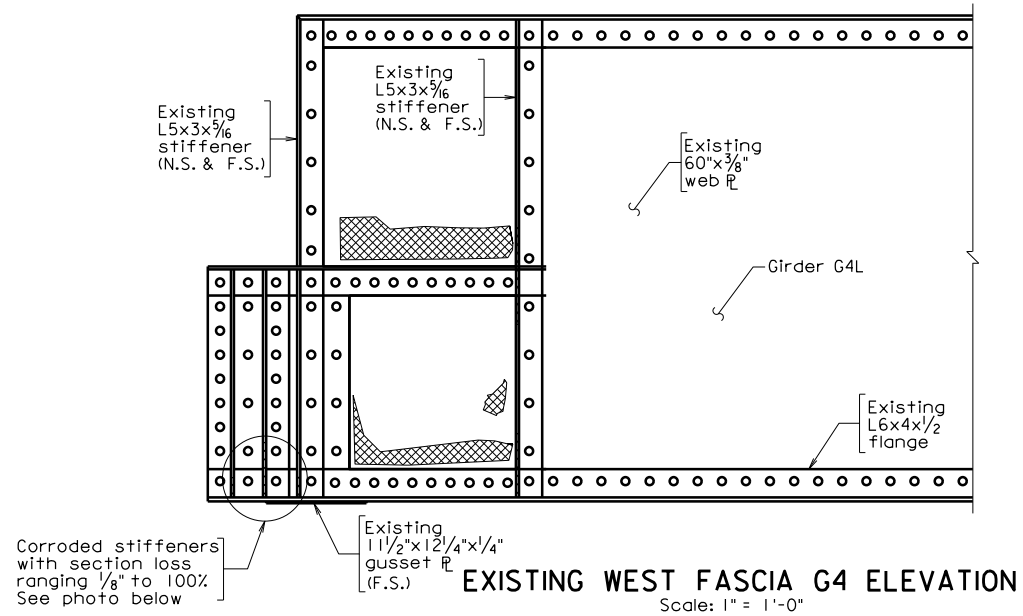 Existing
L5x3x5/16
stiffener
(N.S. & F.S.)
Existing
L5x3x5/16
stiffener
(N.S. & F.S.)
Existing
60"x3/8"
web ℄
Girder G4L
Existing
L6x4x1/2
flange
Corroded stiffeners
with section loss
ranging 1/8" to 100%
See photo below
Existing
11 1/2"x12 1/4"x1/4"
gusset ℄
(F.S.)
EXISTING WEST FASCIA G4 ELEVATION
Scale: 1" = 1'-0"